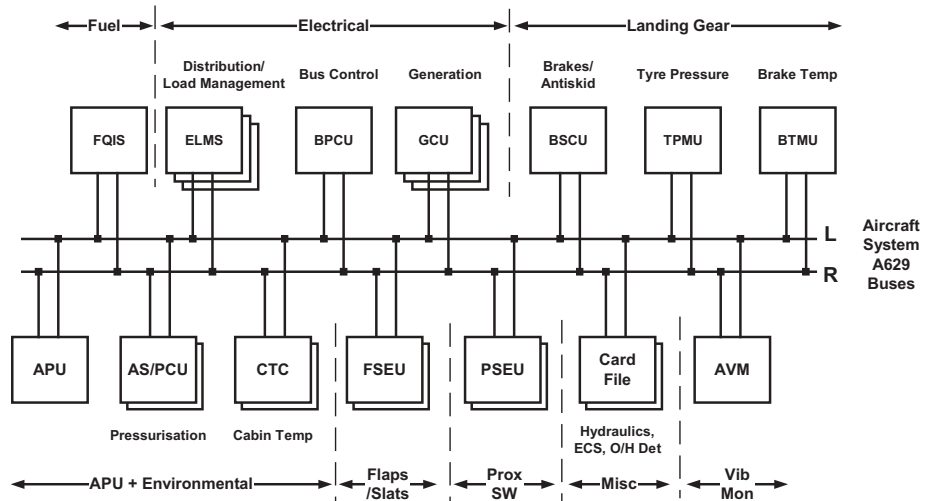 Fuel
Electrical
Landing Gear
Distribution/
Load Management
Bus Control
Generation
Brakes/
Antiskid
Tyre Pressure
Brake Temp
FQIS
ELMS
BPCU
GCU
BSCU
TPMU
BTMU
L
R
Aircraft
System
A629
Buses
APU
AS/PCU
CTC
FSEU
PSEU
Card
File
AVM
Pressurisation
Cabin Temp
Hydraulics,
ECS, O/H Det
APU + Environmental
Flaps
/Slats
Prox
SW
Misc
Vib
Mon